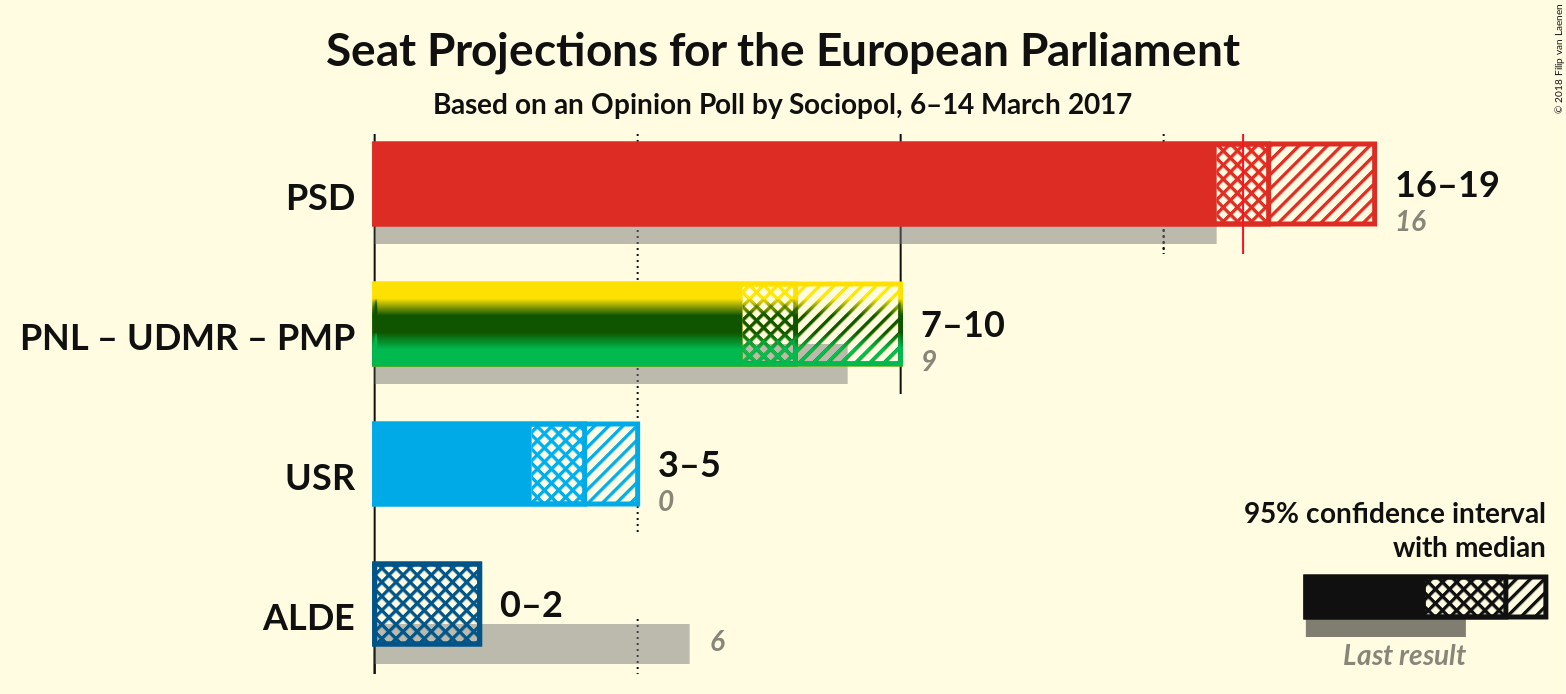 Seat Projections for the European Parliament
Based on an Opinion Poll by Sociopol, 6–14 March 2017
© 2018 Filip van Laenen
PSD
16–19
16
PNL – UDMR – PMP
7–10
9
USR
3–5
0
ALDE
0–2
6
95% confidence interval
with median
Last result